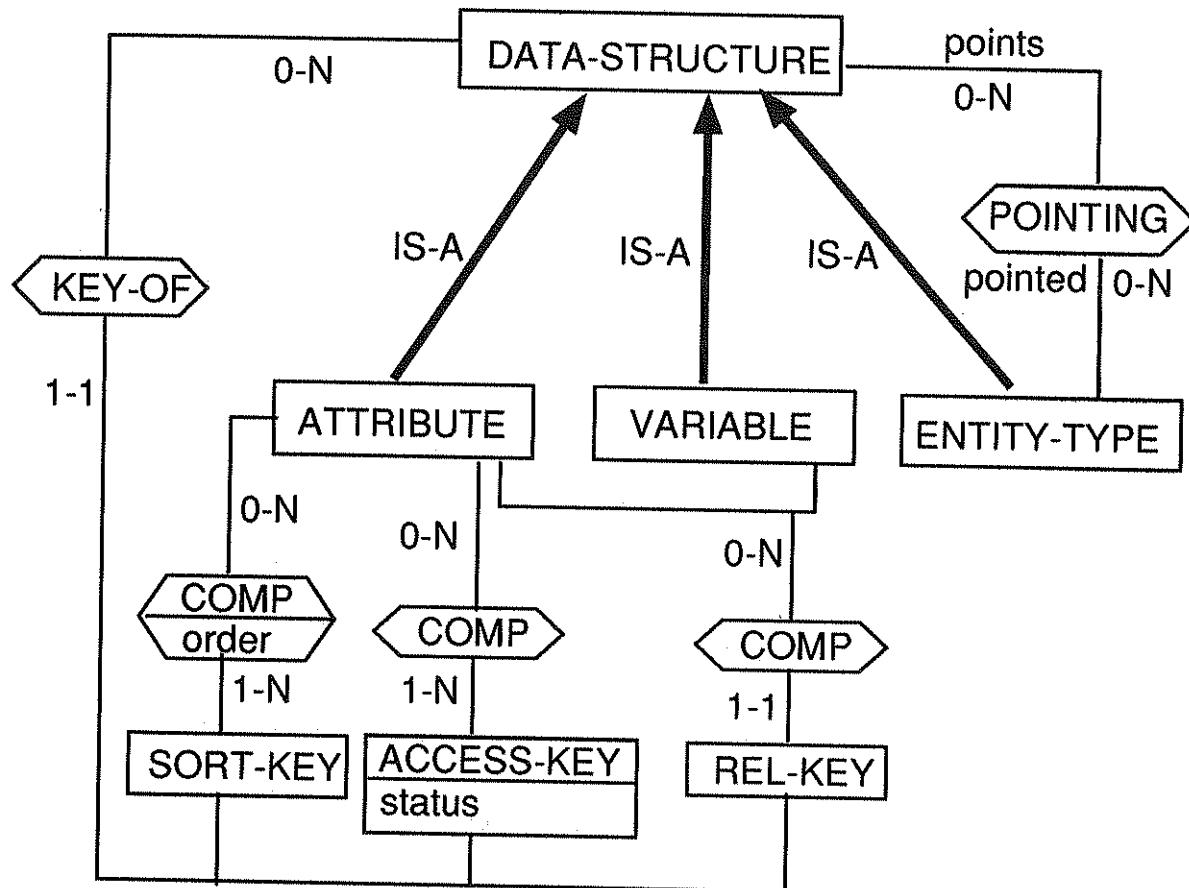 DATA-STRUCTURE
points
0-N
0-N
POINTING
IS-A
IS-A
IS-A
KEY-OF
pointed
0-N
1-1
ATTRIBUTE
VARIABLE
ENTITY-TYPE
0-N
0-N
0-N
COMP
order
COMP
COMP
1-N
1-N
1-1
SORT-KEY
ACCESS-KEY
status
REL-KEY